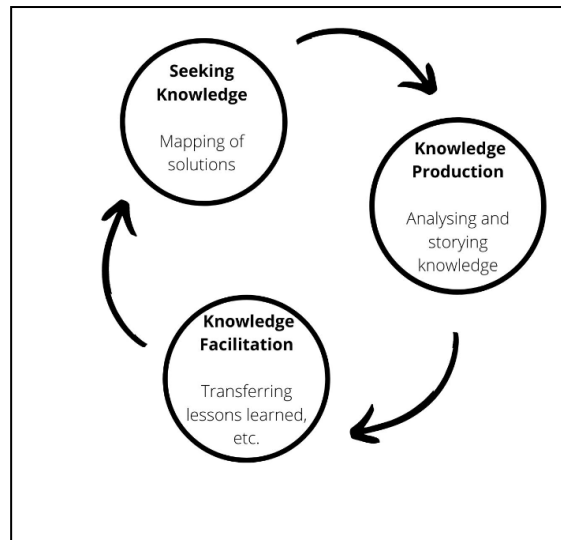 Seeking
Knowledge
Mapping of
solutions
Knowledge
Production
Analysing and
storying
knowledge
Knowledge
Facilitation
Transferring
lessons learned,
etc.